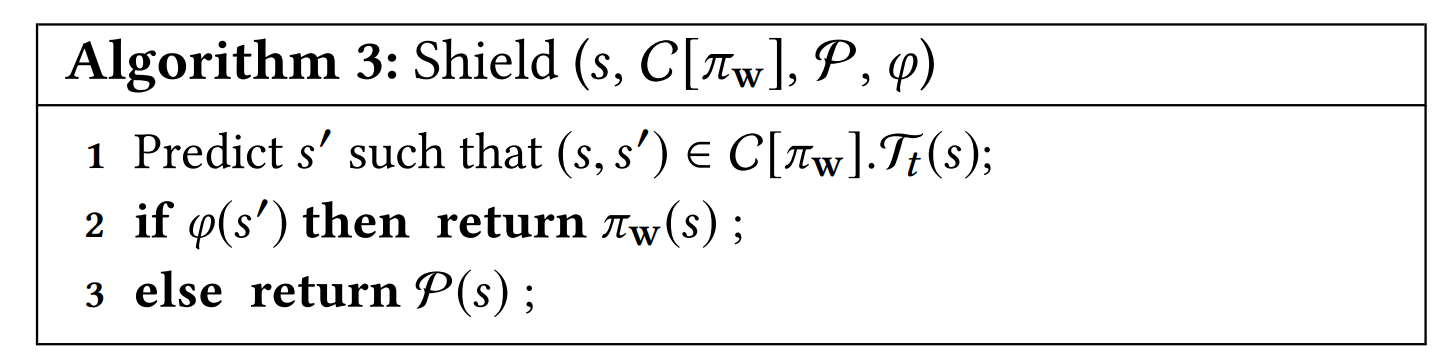 Algorithm 3: Shield (s, C[π_w], P, φ)
1 Predict s′ such that (s, s′) ∈ C[π_w].T_t(s);
2 if φ(s′) then return π_w(s) ;
3 else return P(s) ;